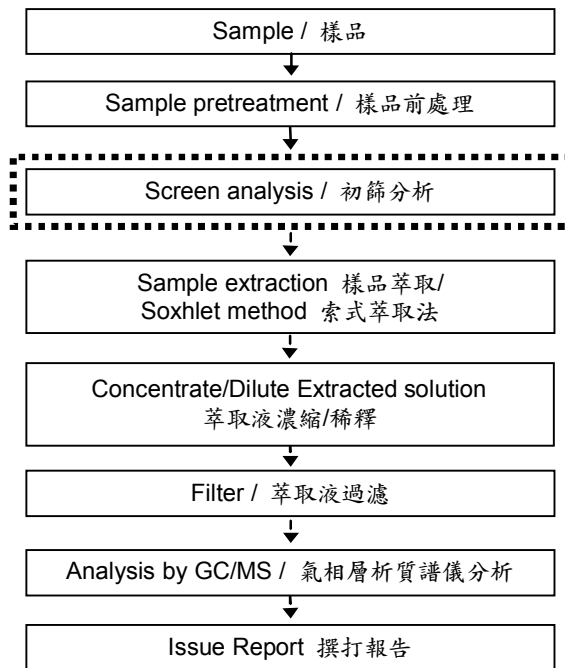 Sample / 樣品
Sample pretreatment / 樣品前處理
Screen analysis / 初篩分析
Sample extraction 樣品萃取/
Soxhlet method 索式萃取法
Concentrate/Dilute Extracted solution
萃取液濃縮/稀釋
Filter / 萃取液過濾
Analysis by GC/MS / 氣相層析質譜儀分析
Issue Report 撰打報告